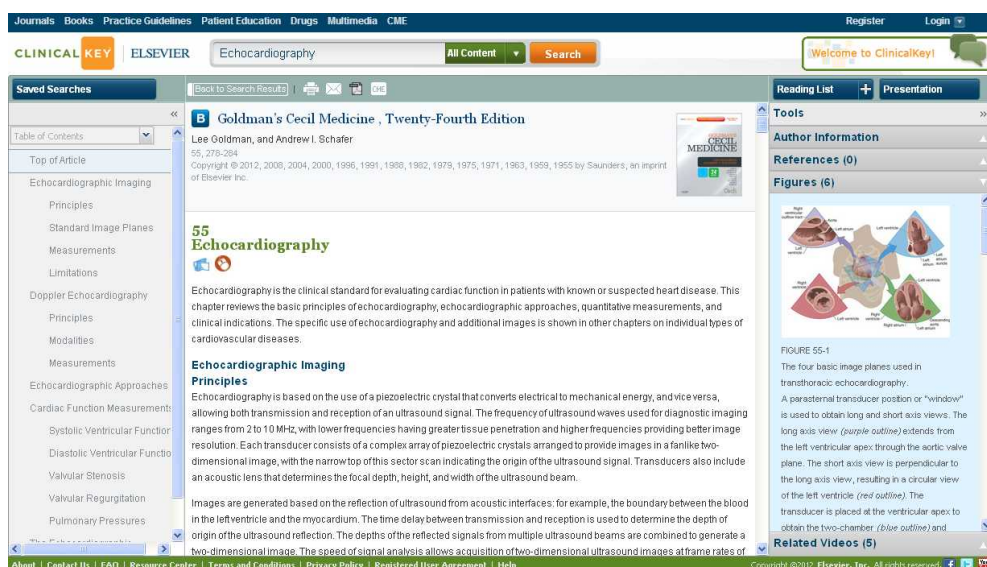 Journals Books Practice Guidelines Patient Education Drugs Multimedia CME Register Login
CLINICAL KEY ELSEVIER Echocardiography All Content Search Welcome to ClinicalKey!
Saved Searches Back to Search Results Reading List + Presentation
Table of Contents
Top of Article
Echocardiographic Imaging
Principles
Standard Image Planes
Measurements
Limitations
Doppler Echocardiography
Principles
Modalities
Measurements
Echocardiographic Approaches
Cardiac Function Measurements
Systolic Ventricular Function
Diastolic Ventricular Functio
Valvular Stenosis
Valvular Regurgitation
Pulmonary Pressures
B Goldman's Cecil Medicine , Twenty-Fourth Edition
Lee Goldman, and Andrew I. Schafer
55, 278-284
Copyright © 2012, 2008, 2004, 2000, 1996, 1991, 1988, 1982, 1979, 1975, 1971, 1963, 1959, 1955 by Saunders, an imprint
of Elsevier Inc.
CECIL
MEDICINE
55
Echocardiography
Echocardiography is the clinical standard for evaluating cardiac function in patients with known or suspected heart disease. This
chapter reviews the basic principles of echocardiography, echocardiographic approaches, quantitative measurements, and
clinical indications. The specific use of echocardiography and additional images is shown in other chapters on individual types of
cardiovascular diseases.
Echocardiographic Imaging
Principles
Echocardiography is based on the use of a piezoelectric crystal that converts electrical to mechanical energy, and vice versa,
allowing both transmission and reception of an ultrasound signal. The frequency of ultrasound waves used for diagnostic imaging
ranges from 2 to 10 MHz, with lower frequencies having greater tissue penetration and higher frequencies providing better image
resolution. Each transducer consists of a complex array of piezoelectric crystals arranged to provide images in a fanlike two-
dimensional image, with the narrow top of this sector scan indicating the origin of the ultrasound signal. Transducers also include
an acoustic lens that determines the focal depth, height, and width of the ultrasound beam.
Images are generated based on the reflection of ultrasound from acoustic interfaces: for example, the boundary between the blood
in the left ventricle and the myocardium. The time delay between transmission and reception is used to determine the depth of
origin of the ultrasound reflection. The depths of the reflected signals from multiple ultrasound beams are combined to generate a
two-dimensional image. The speed of signal analysis allows acquisition of two-dimensional ultrasound images at frame rates of
Tools
Author Information
References (0)
Figures (6)
FIGURE 55-1
The four basic image planes used in
transthoracic echocardiography.
A parasternal transducer position or "window"
is used to obtain long and short axis views. The
long axis view (purple outline) extends from
the left ventricular apex through the aortic valve
plane. The short axis view is perpendicular to
the long axis view, resulting in a circular view
of the left ventricle (red outline). The
transducer is placed at the ventricular apex to
obtain the two-chamber (blue outline) and
Related Videos (5)
About | Contact Us | FAQ | Resource Center | Terms and Conditions | Privacy Policy | Registered User Agreement | Help Copyright ©2012 Elsevier, Inc. All rights reserved.